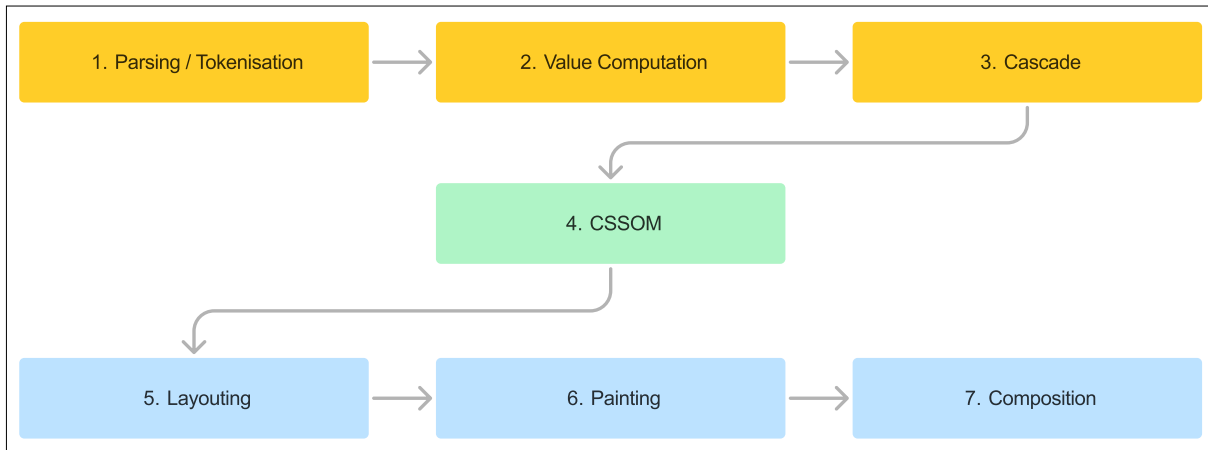 1. Parsing / Tokenisation
2. Value Computation
3. Cascade
4. CSSOM
5. Layouting
6. Painting
7. Composition